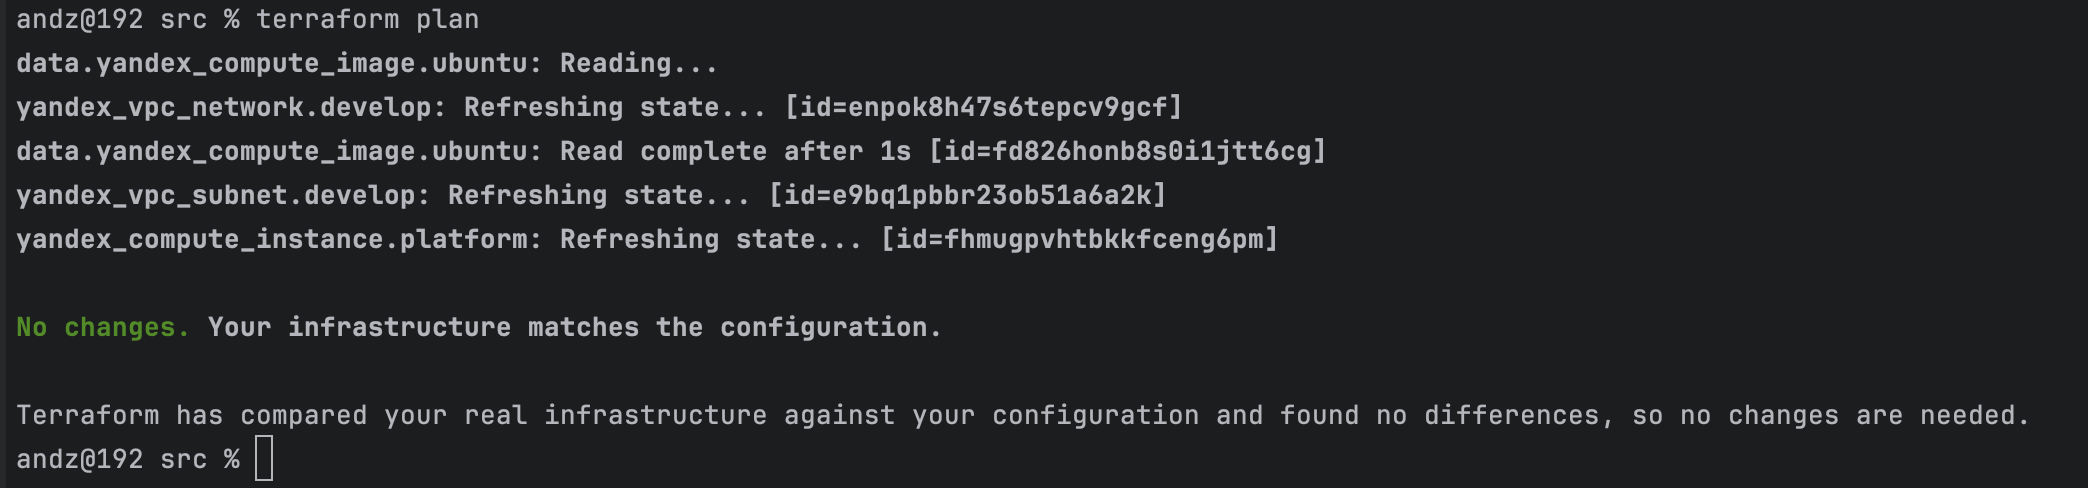 andz@192 src % terraform plan
data.yandex_compute_image.ubuntu: Reading...
yandex_vpc_network.develop: Refreshing state... [id=enpok8h47s6tepcv9gcf]
data.yandex_compute_image.ubuntu: Read complete after 1s [id=fd826honb8s0i1jtt6cg]
yandex_vpc_subnet.develop: Refreshing state... [id=e9bq1pbbr23ob51a6a2k]
yandex_compute_instance.platform: Refreshing state... [id=fhmugpvhtbkkfceng6pm]
No changes. Your infrastructure matches the configuration.
Terraform has compared your real infrastructure against your configuration and found no differences, so no changes are needed.
andz@192 src %